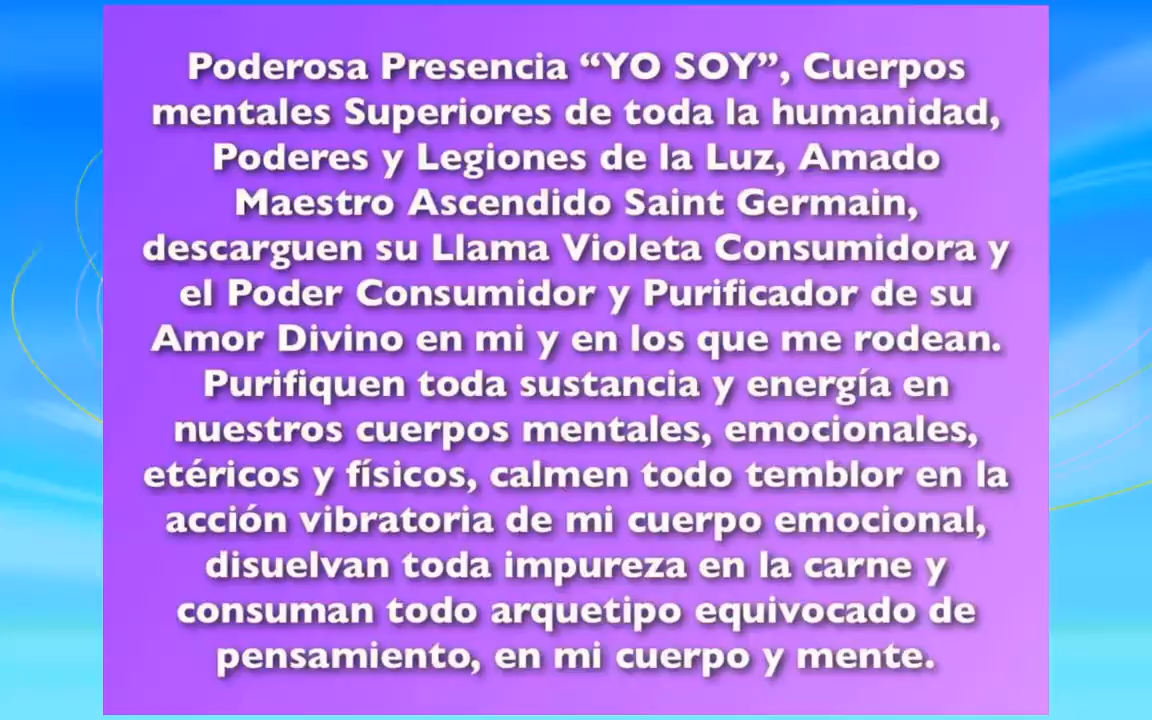 Poderosa Presencia “YO SOY”, Cuerpos
mentales Superiores de toda la humanidad,
Poderes y Legiones de la Luz, Amado
Maestro Ascendido Saint Germain,
descarguen su Llama Violeta Consumidora y
el Poder Consumidor y Purificador de su
Amor Divino en mi y en los que me rodean.
Purifiquen toda sustancia y energía en
nuestros cuerpos mentales, emocionales,
etéricos y físicos, calmen todo temblor en la
acción vibratoria de mi cuerpo emocional,
disuelvan toda impureza en la carne y
consuman todo arquetipo equivocado de
pensamiento, en mi cuerpo y mente.